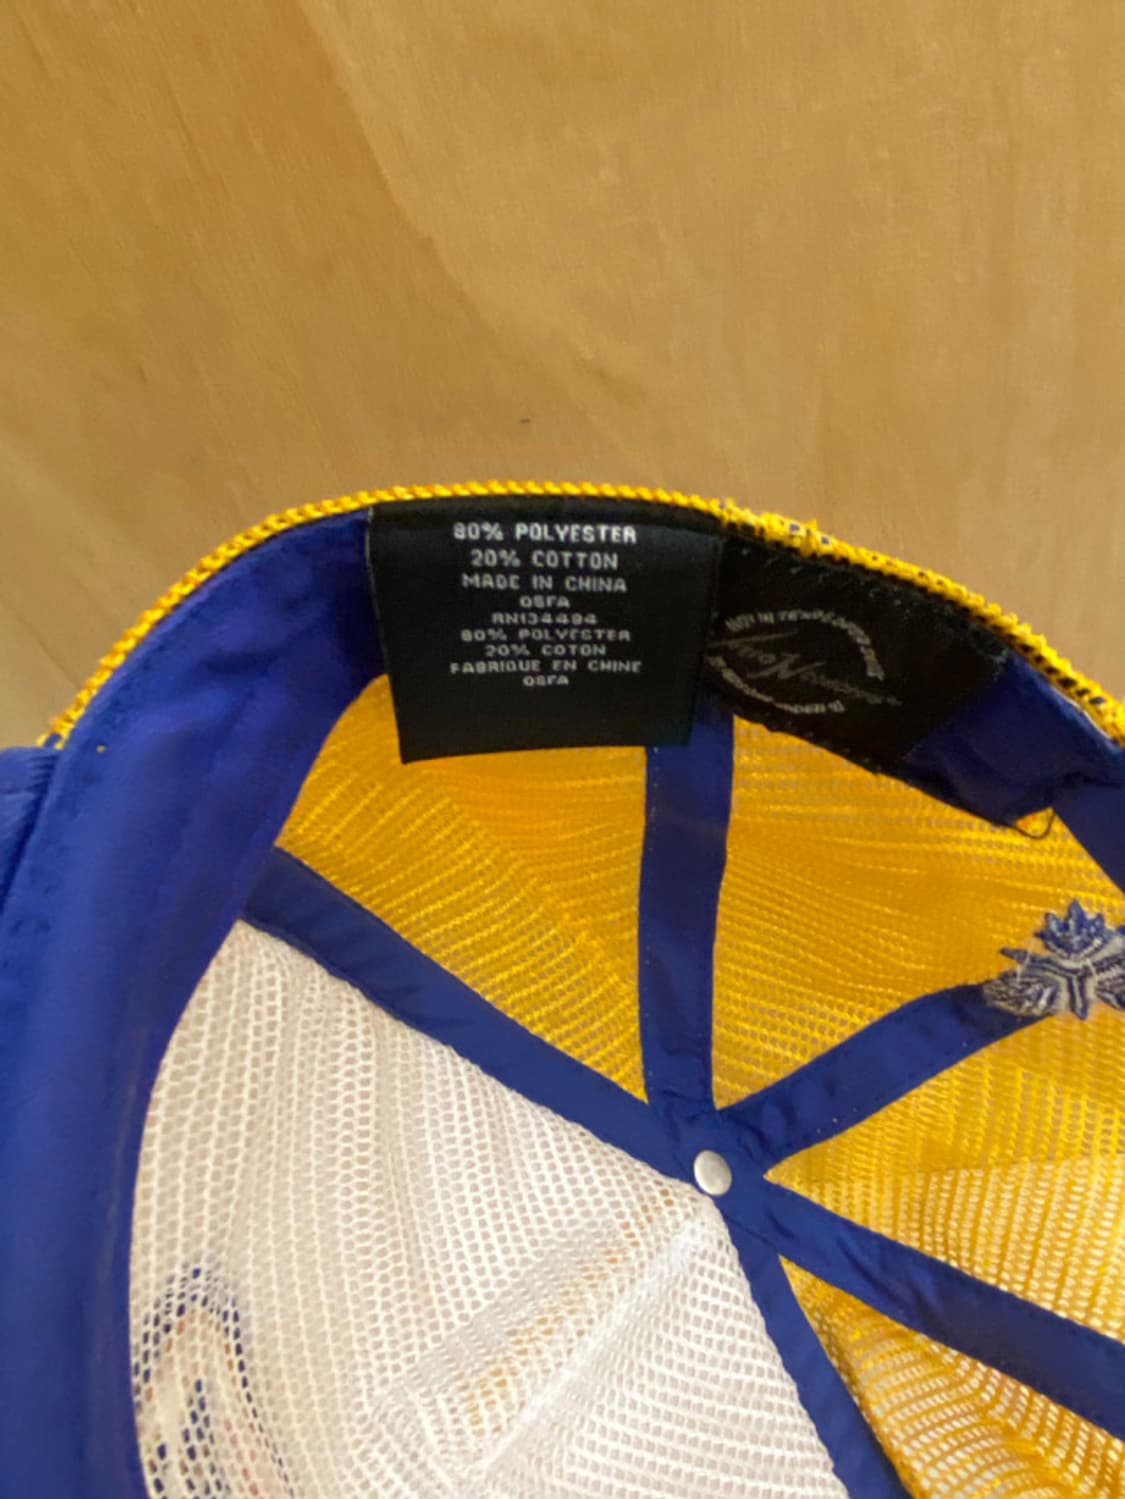 80% POLYESTER
20% COTTON
MADE IN CHINA
OSFA
RN134494
80% POLYESTER
20% COTON
FABRIQUE EN CHINE
OSFA